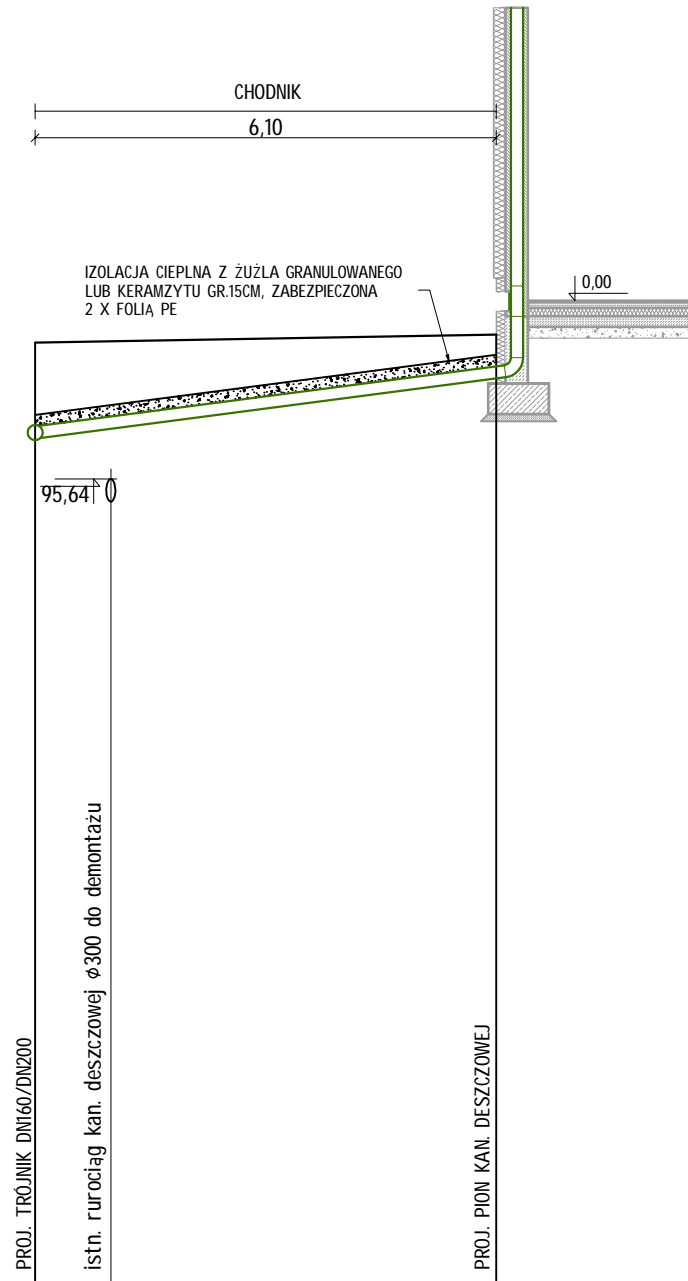 CHODNIK
6,10
IZOLACJA CIEPLNA Z ŻUŻLA GRANULOWANEGO
LUB KERAMZYTU GR.15CM, ZABEZPIECZONA
2 X FOLIĄ PE
0,00
95,64
PROJ. TRÓJNIK DN160/DN200
istn. rurociąg kan. deszczowej ϕ300 do demontażu
PROJ. PION KAN. DESZCZOWEJ